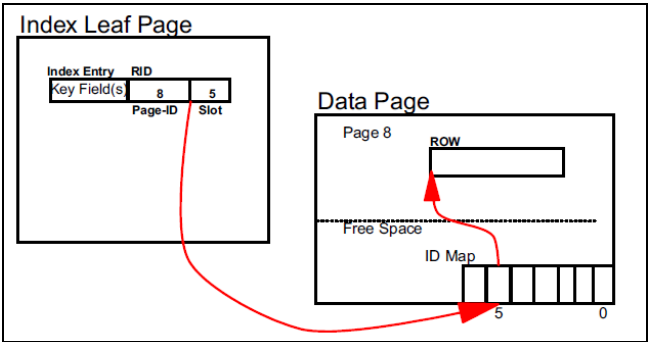 Index Leaf Page
Index Entry RID
Key Field(s) 8 5
Page-ID Slot
Data Page
Page 8
ROW
Free Space
ID Map
5 0